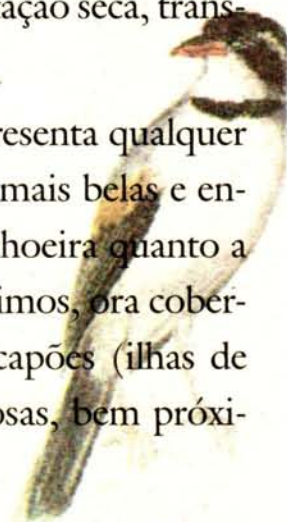 ação seca, trans-
resenta qualquer
mais belas e en-
hoeira quanto a
imos, ora cober-
capões (ilhas de
osas, bem próxi-